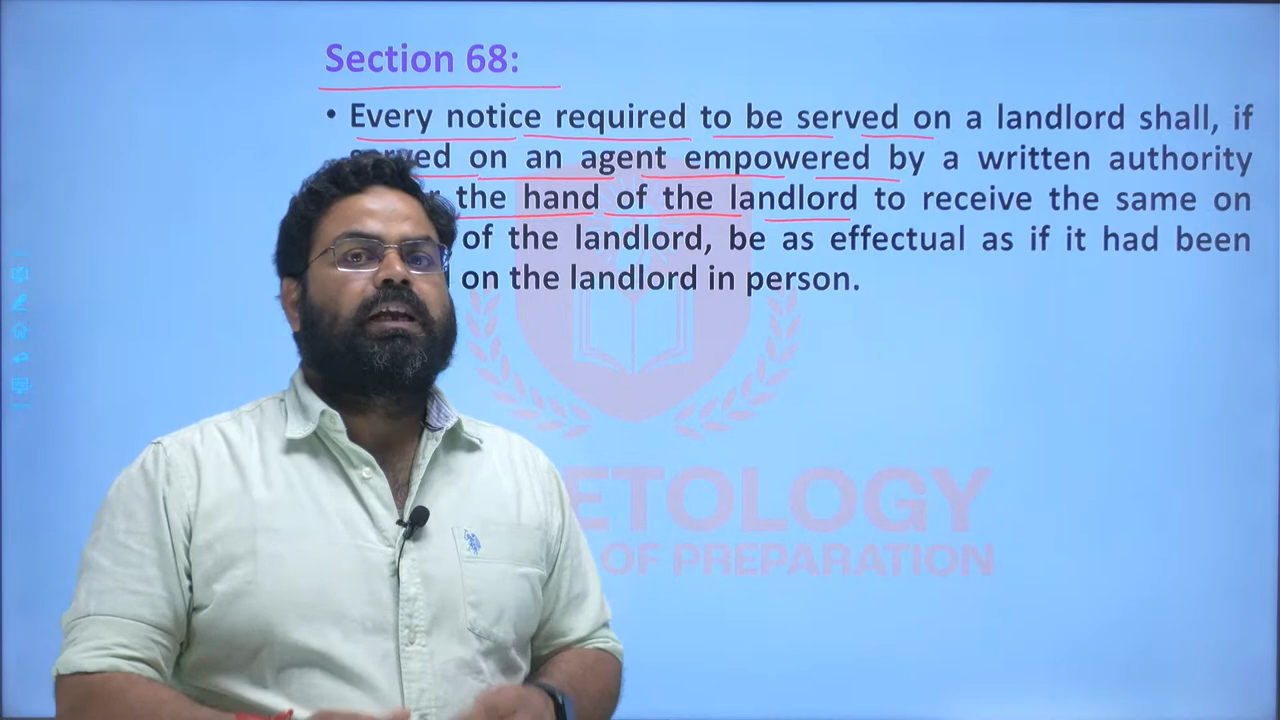 Section 68:
• Every notice required to be served on a landlord shall, if
served on an agent empowered by a written authority
the hand of the landlord to receive the same on
of the landlord, be as effectual as if it had been
on the landlord in person.
ETOLOGY
OF PREPARATION